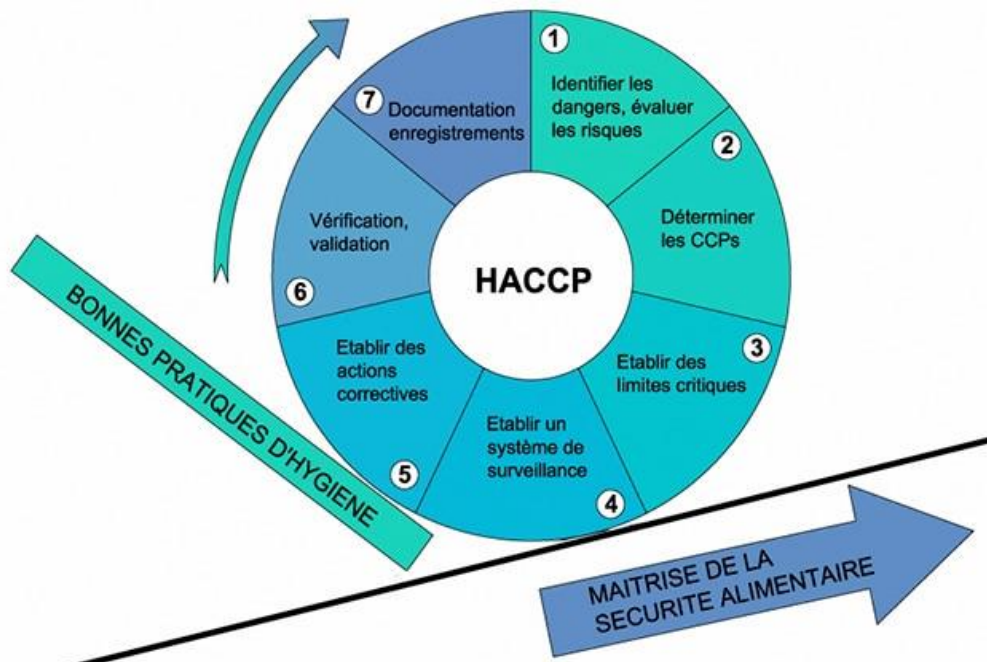 1
Identifier les
dangers, évaluer
les risques
2
Déterminer
les CCPs
3
Etablir des
limites critiques
4
Etablir un
système de
surveillance
5
Etablir des
actions
correctives
6
Vérification,
validation
7
Documentation
enregistrements
HACCP
BONNES PRATIQUES D'HYGIENE
MAITRISE DE LA
SECURITE ALIMENTAIRE